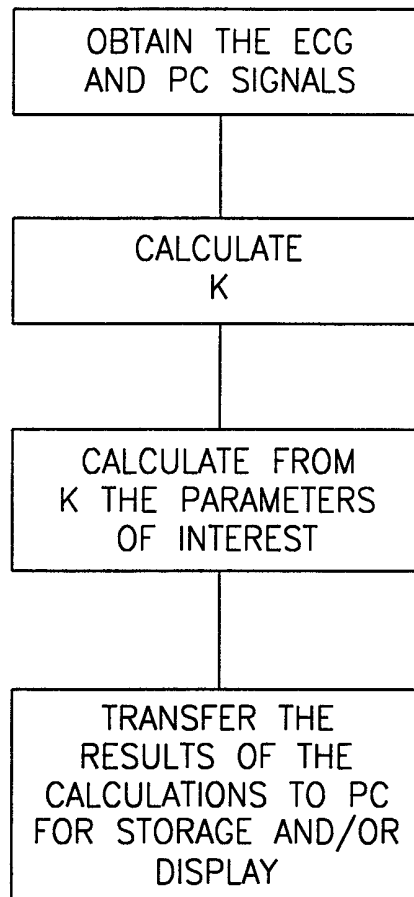 OBTAIN THE ECG
AND PC SIGNALS
CALCULATE
K
CALCULATE FROM
K THE PARAMETERS
OF INTEREST
TRANSFER THE
RESULTS OF THE
CALCULATIONS TO PC
FOR STORAGE AND/OR
DISPLAY